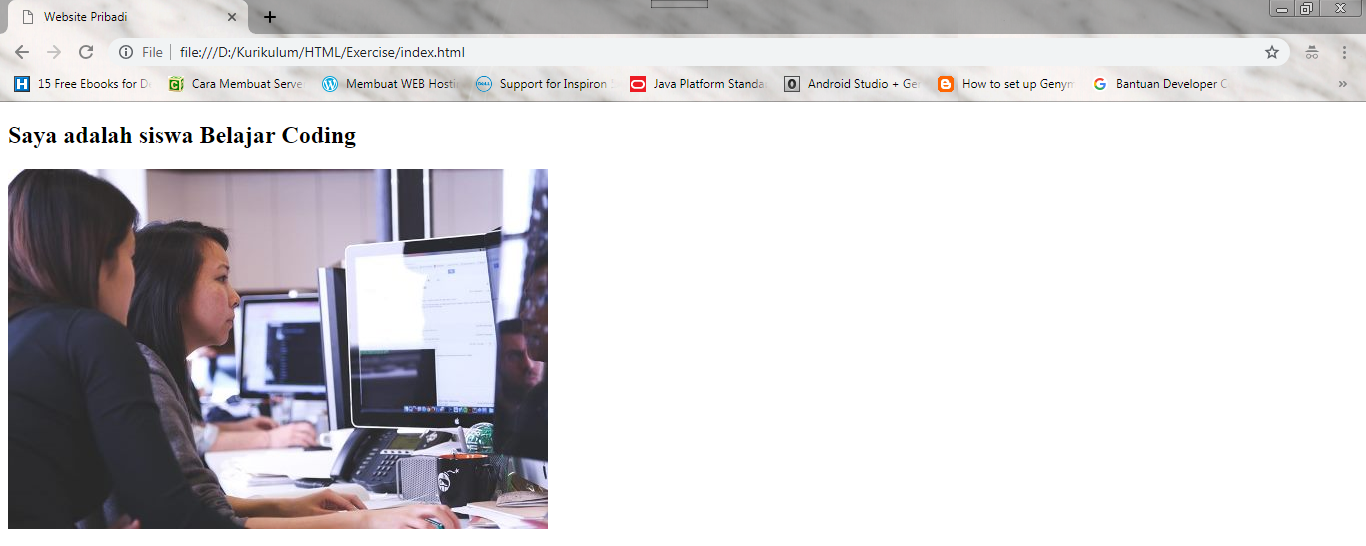 Website Pribadi
File
file:///D:/Kurikulum/HTML/Exercise/index.html
15 Free Ebooks for D
Cara Membuat Serve
Membuat WEB Hosti
Support for Inspiron
Java Platform Standa
Android Studio + Ge
How to set up Genym
Bantuan Developer C
Saya adalah siswa Belajar Coding